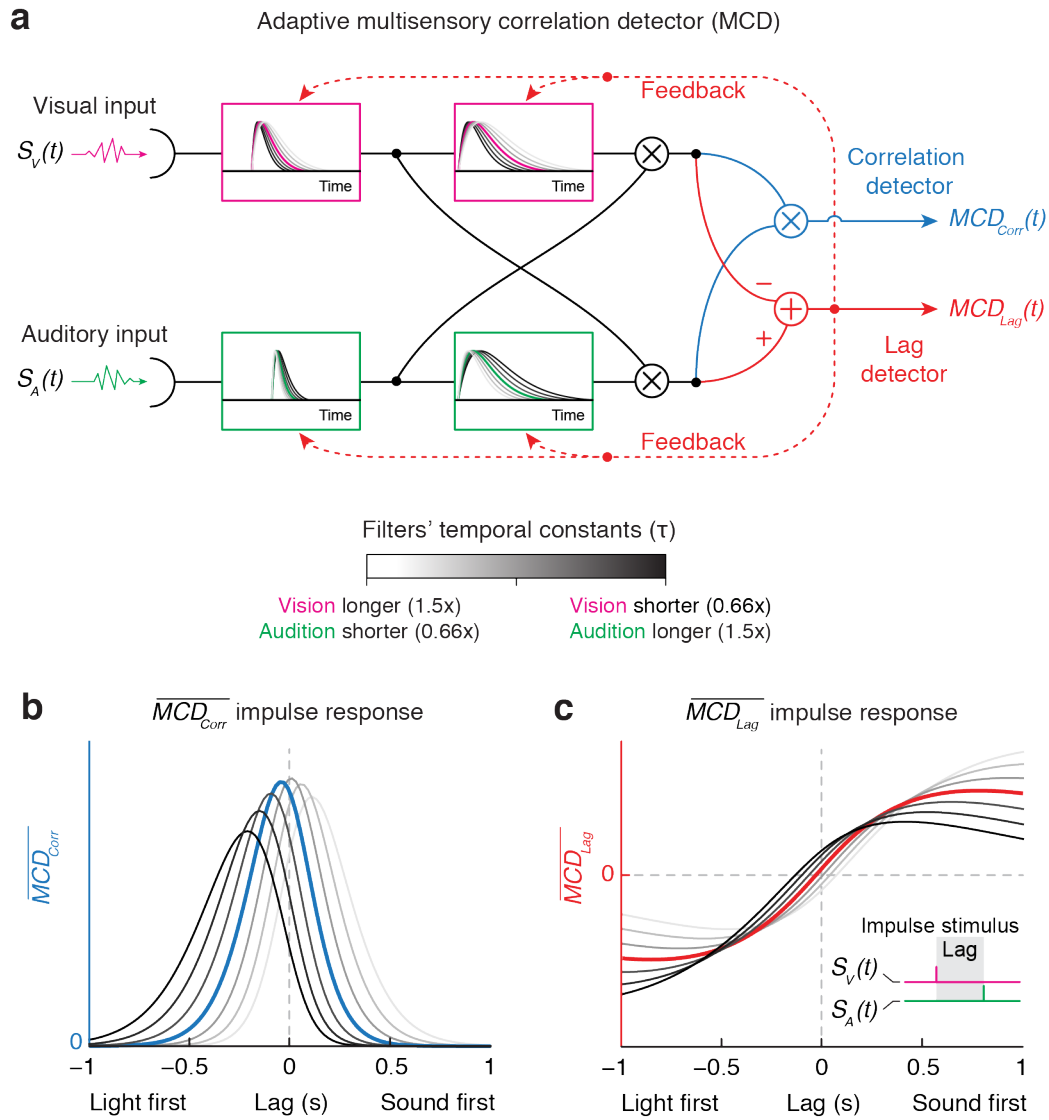 a
Adaptive multisensory correlation detector (MCD)
Visual input
S_V(t)
Time
Time
Feedback
Correlation
detector
MCD_Corr(t)
MCD_Lag(t)
Lag
detector
−
+
Auditory input
S_A(t)
Time
Time
Feedback
Filters' temporal constants (τ)
Vision longer (1.5x)
Audition shorter (0.66x)
Vision shorter (0.66x)
Audition longer (1.5x)
b
MCD_Corr impulse response
MCD_Corr
0
−1
−0.5
0
0.5
1
Light first
Lag (s)
Sound first
c
MCD_Lag impulse response
MCD_Lag
0
Impulse stimulus
Lag
S_V(t)
S_A(t)
−1
−0.5
0
0.5
1
Light first
Lag (s)
Sound first